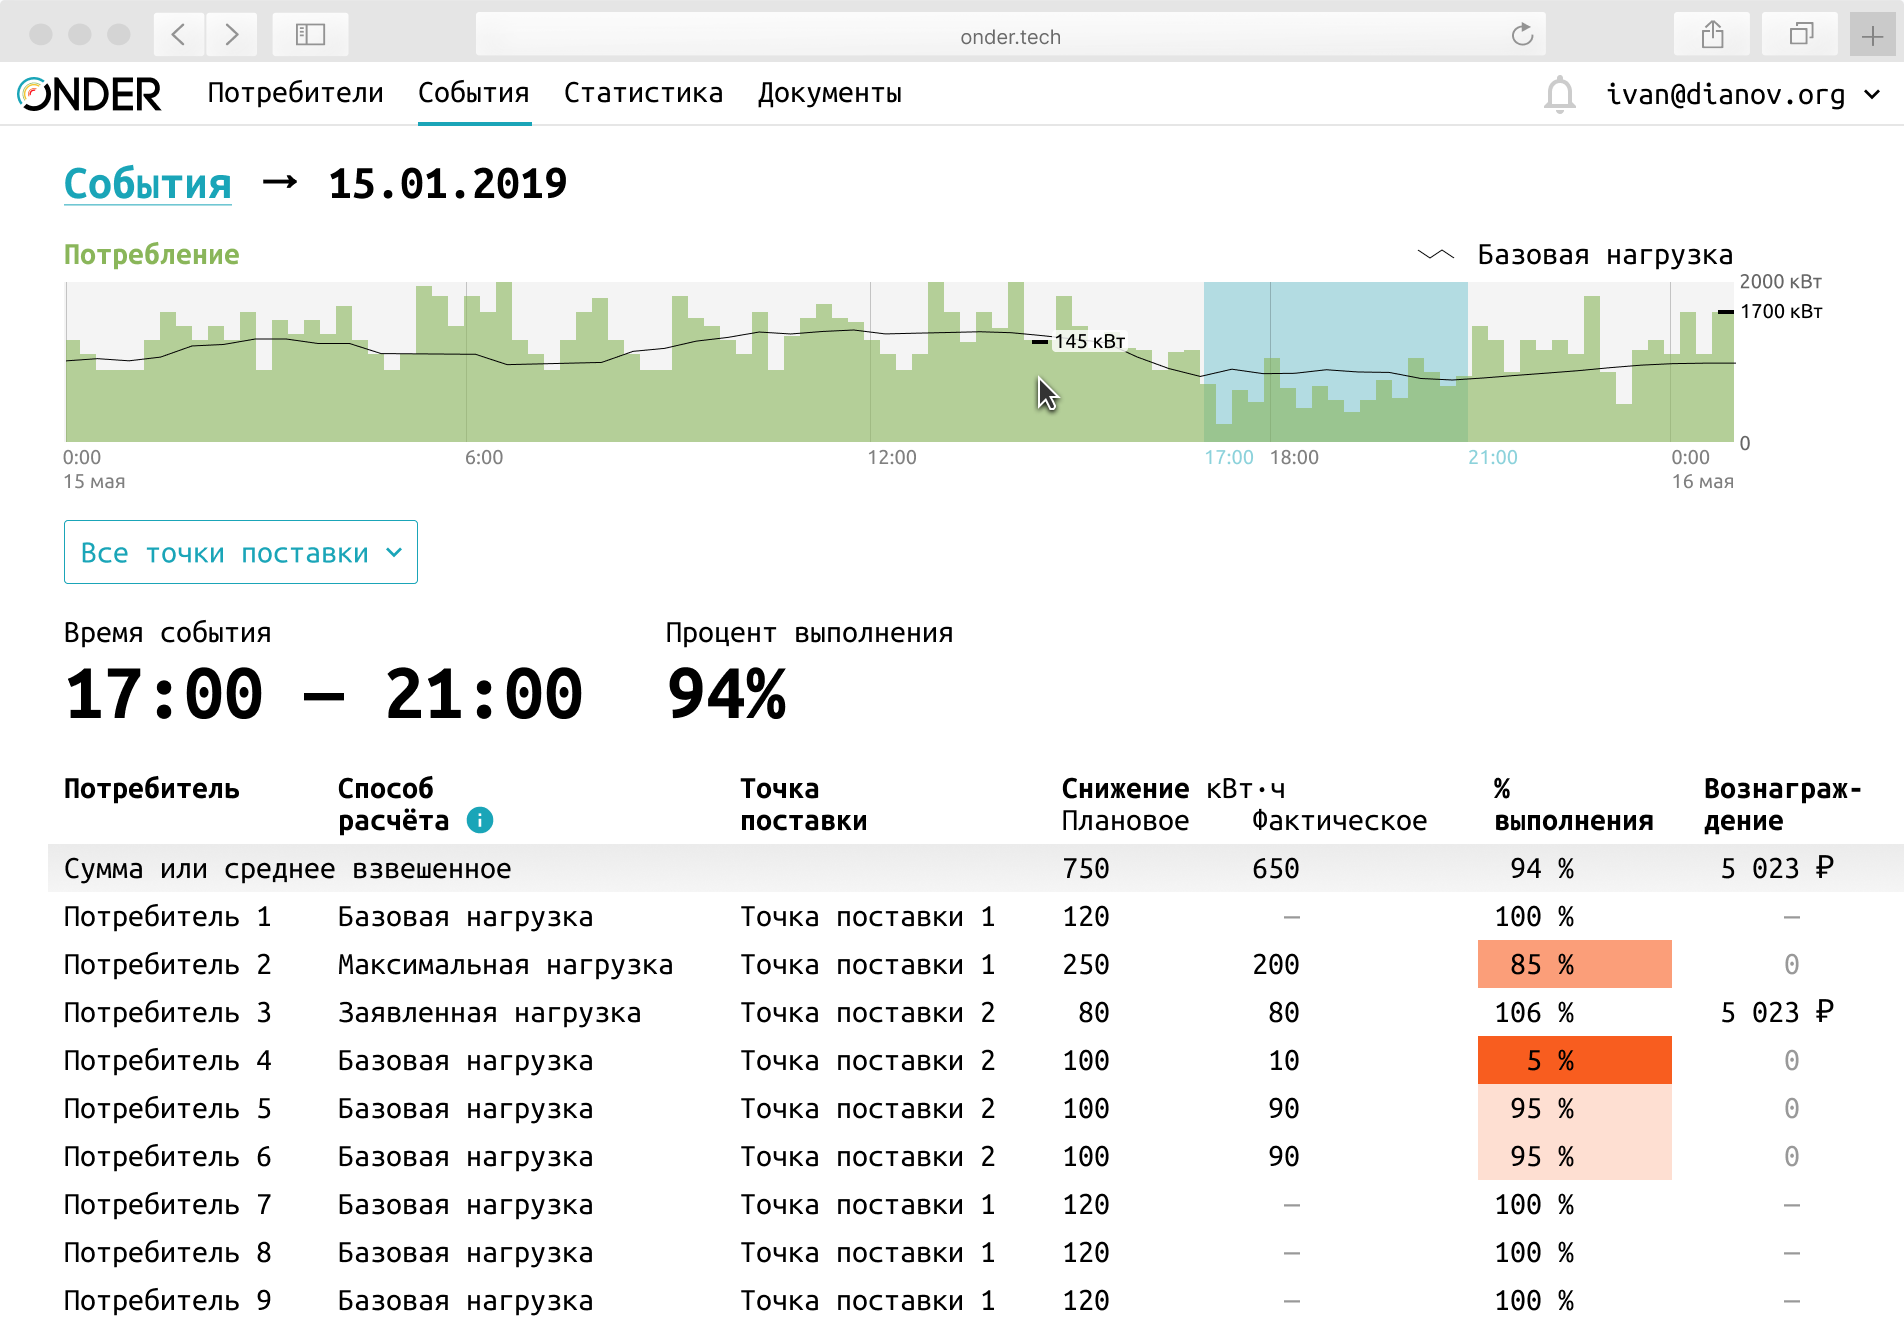 onder.tech
ONDER Потребители События Статистика Документы ivan@dianov.org
События → 15.01.2019
Потребление Базовая нагрузка
2000 кВт
1700 кВт
145 кВт
0
0:00 6:00 12:00 17:00 18:00 21:00 0:00
15 мая 16 мая
Все точки поставки
Время события Процент выполнения
17:00 – 21:00 94%
Потребитель Способ Точка Снижение кВт·ч % Вознаграж-
расчёта i поставки Плановое Фактическое выполнения дение
Сумма или среднее взвешенное 750 650 94 % 5 023 ₽
Потребитель 1 Базовая нагрузка Точка поставки 1 120 – 100 % –
Потребитель 2 Максимальная нагрузка Точка поставки 1 250 200 85 % 0
Потребитель 3 Заявленная нагрузка Точка поставки 2 80 80 106 % 5 023 ₽
Потребитель 4 Базовая нагрузка Точка поставки 2 100 10 5 % 0
Потребитель 5 Базовая нагрузка Точка поставки 2 100 90 95 % 0
Потребитель 6 Базовая нагрузка Точка поставки 2 100 90 95 % 0
Потребитель 7 Базовая нагрузка Точка поставки 1 120 – 100 % –
Потребитель 8 Базовая нагрузка Точка поставки 1 120 – 100 % –
Потребитель 9 Базовая нагрузка Точка поставки 1 120 – 100 % –